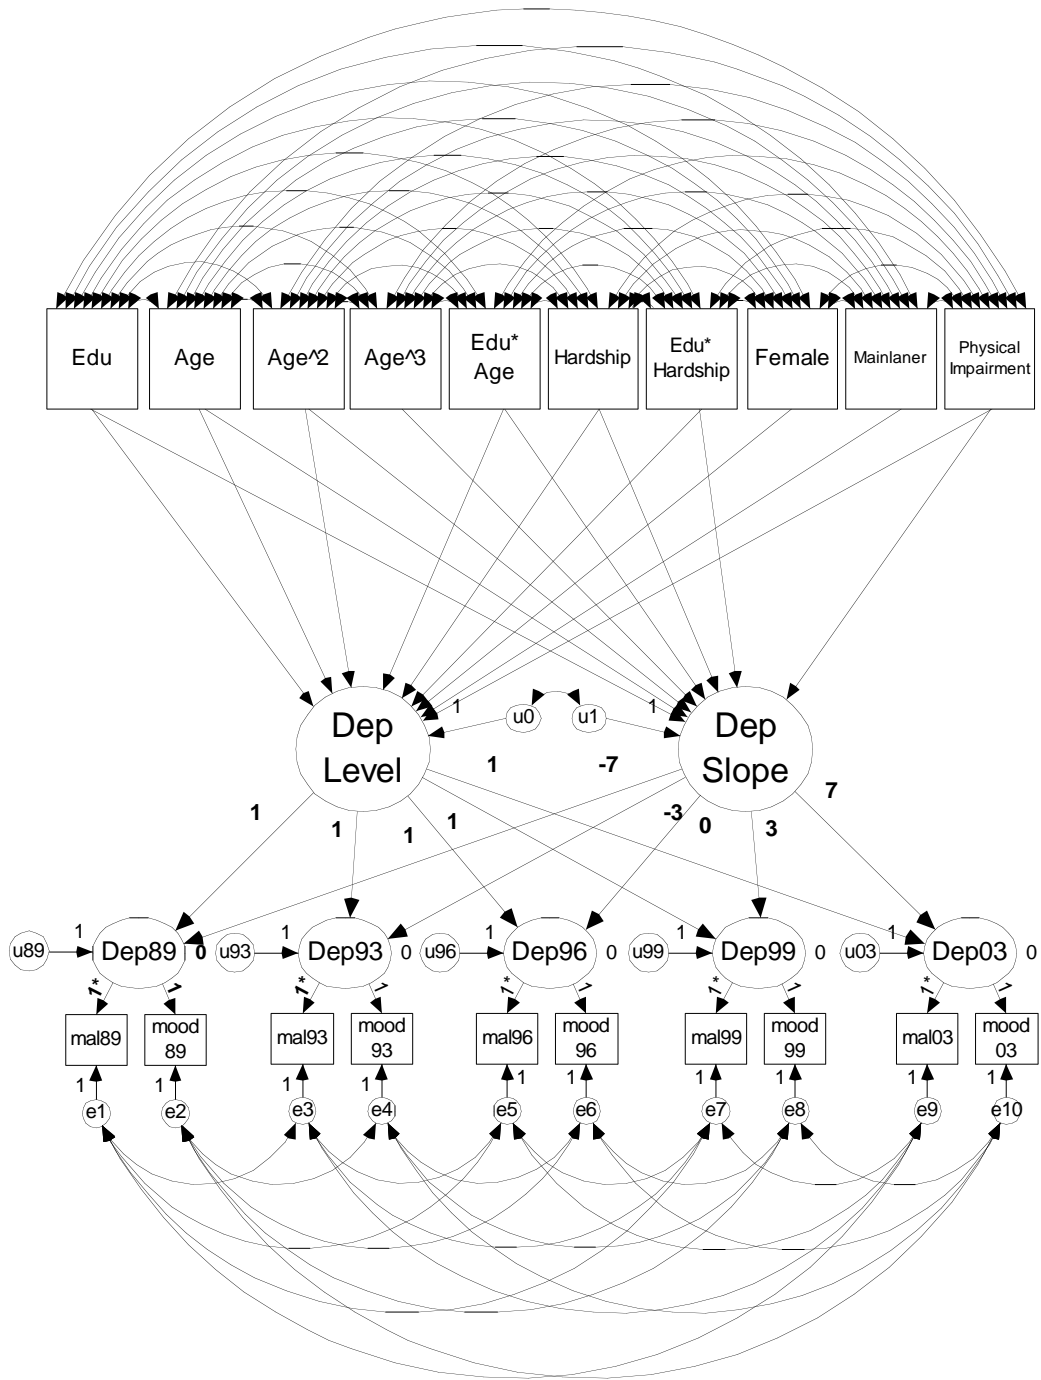 Edu
Age
Age^2
Age^3
Edu*
Age
Hardship
Edu*
Hardship
Female
Mainlaner
Physical
Impairment
Dep
Level
1
u0
u1
1
Dep
Slope
1
-7
7
1
1
1
1
-3
0
3
u89
1
Dep89
0
u93
1
Dep93
0
u96
1
Dep96
0
u99
1
Dep99
0
u03
1
Dep03
0
1*
1
1*
1
1*
1
1*
1
1*
1
mal89
mood
89
mal93
mood
93
mal96
mood
96
mal99
mood
99
mal03
mood
03
1
1
1
1
1
1
1
1
1
1
e1
e2
e3
e4
e5
e6
e7
e8
e9
e10